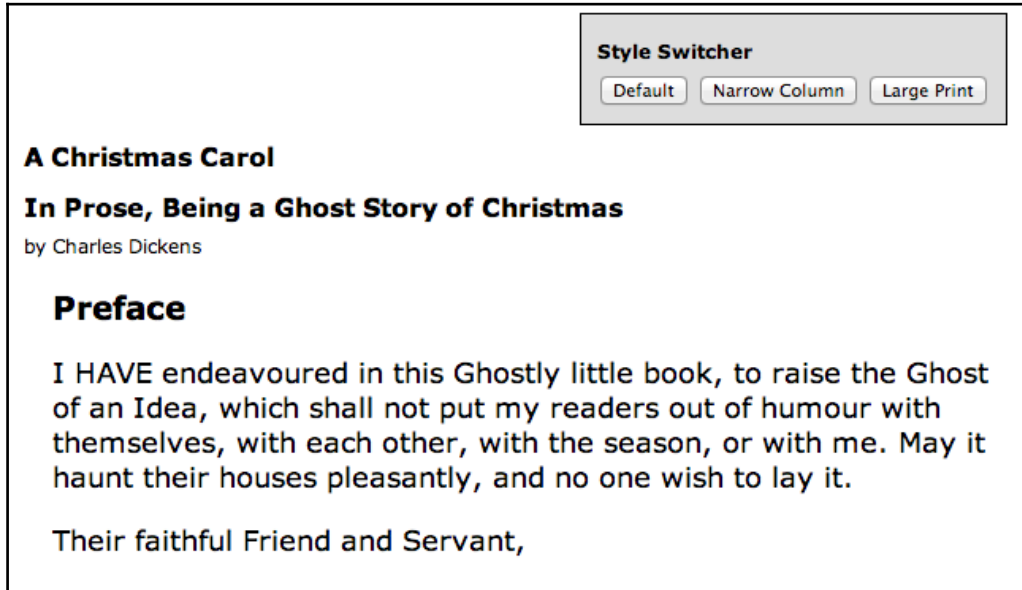 Style Switcher
Default Narrow Column Large Print
A Christmas Carol
In Prose, Being a Ghost Story of Christmas
by Charles Dickens
Preface
I HAVE endeavoured in this Ghostly little book, to raise the Ghost
of an Idea, which shall not put my readers out of humour with
themselves, with each other, with the season, or with me. May it
haunt their houses pleasantly, and no one wish to lay it.
Their faithful Friend and Servant,